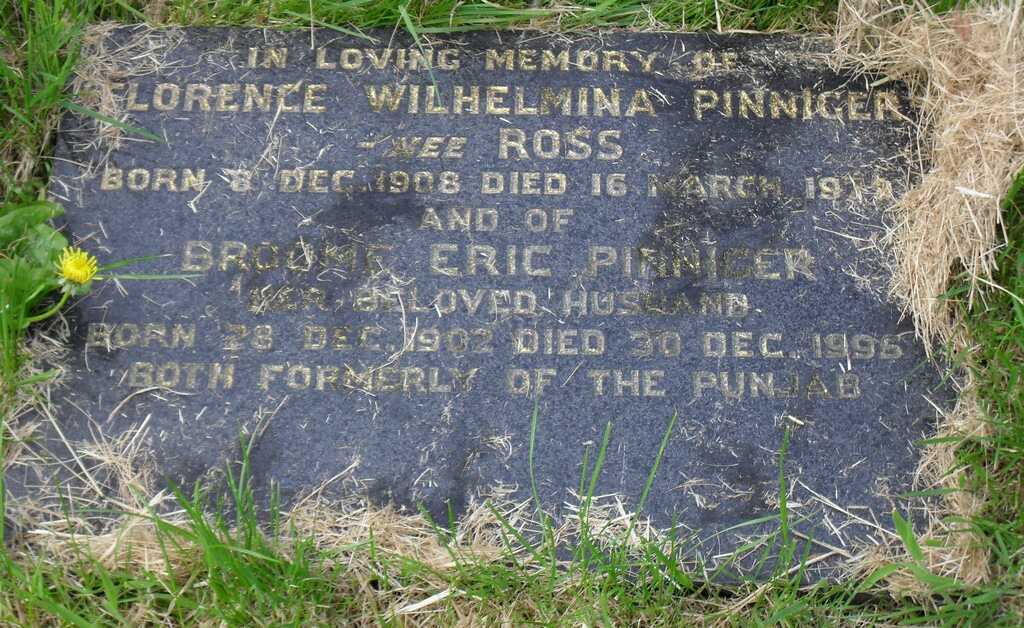 IN LOVING MEMORY OF
FLORENCE WILHELMINA PINNIGER
- NEE ROSS
BORN 8 DEC. 1908 DIED 16 MARCH
AND OF
BROOME ERIC PINNIGER
HER BELOVED HUSBAND
BORN 28 DEC. 1902 DIED 30 DEC. 1995
BOTH FORMERLY OF THE PUNJAB